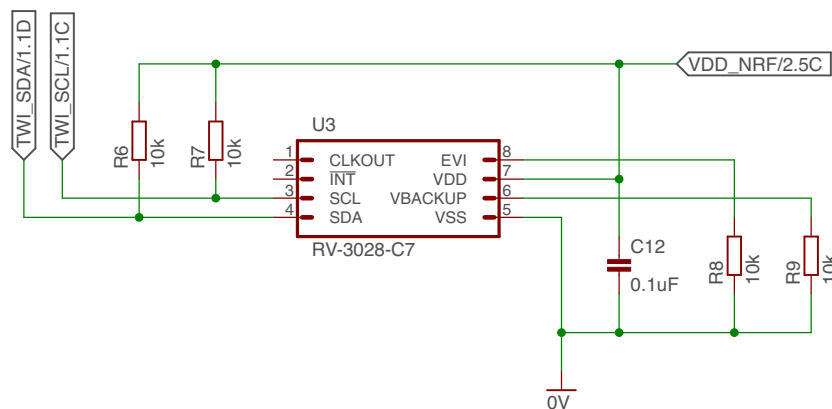 TWI_SDA/1.1D
TWI_SCL/1.1C
VDD_NRF/2.5C
R6
10k
R7
10k
U3
1 CLKOUT
2 INT
3 SCL
4 SDA
EVI 8
VDD 7
VBACKUP 6
VSS 5
RV-3028-C7
C12
0.1uF
R8
10k
R9
10k
0V